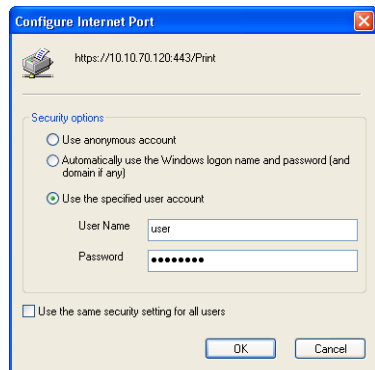 Configure Internet Port
https://10.10.70.120:443/Print
Security options
Use anonymous account
Automatically use the Windows logon name and password (and
domain if any)
Use the specified user account
User Name
user
Password
••••••••
Use the same security setting for all users
OK
Cancel